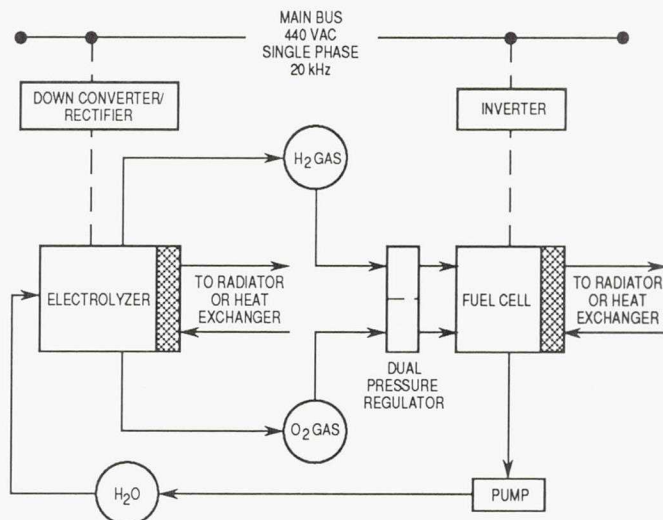 MAIN BUS
440 VAC
SINGLE PHASE
20 kHz
DOWN CONVERTER/
RECTIFIER
INVERTER
H2 GAS
ELECTROLYZER
TO RADIATOR
OR HEAT
EXCHANGER
FUEL CELL
TO RADIATOR
OR HEAT
EXCHANGER
DUAL
PRESSURE
REGULATOR
O2 GAS
H2O
PUMP